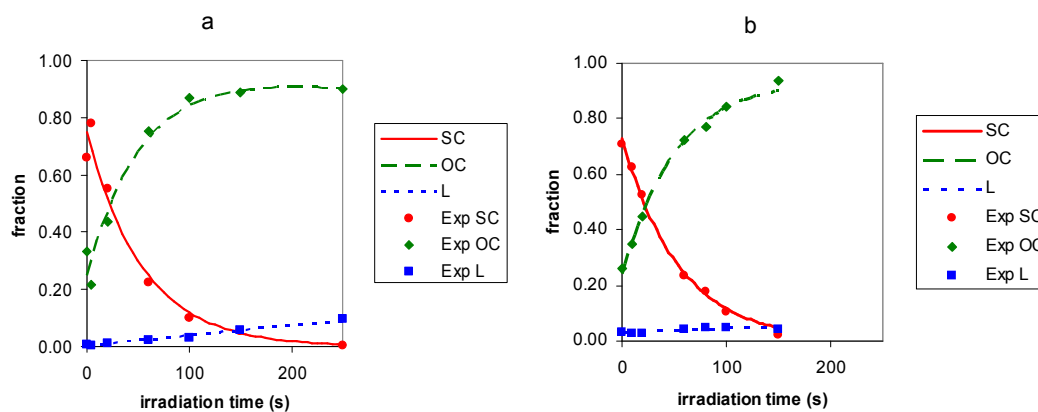 a
1.00
0.80
0.60
0.40
0.20
0.00
fraction
0 100 200
irradiation time (s)
SC
OC
L
Exp SC
Exp OC
Exp L
b
1.00
0.80
0.60
0.40
0.20
0.00
fraction
0 100 200
irradiation time (s)
SC
OC
L
Exp SC
Exp OC
Exp L